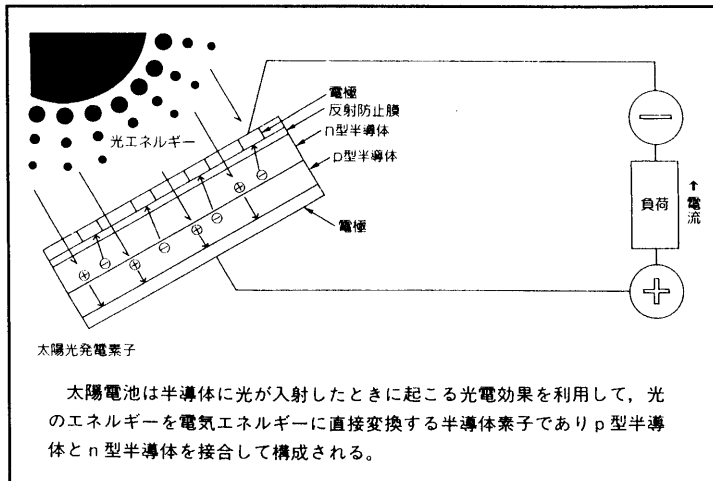 電極
反射防止膜
n型半導体
p型半導体
光エネルギー
電極
負荷
↑電流
太陽光発電素子
太陽電池は半導体に光が入射したときに起こる光電効果を利用して，光
のエネルギーを電気エネルギーに直接変換する半導体素子でありp型半導
体とn型半導体を接合して構成される。